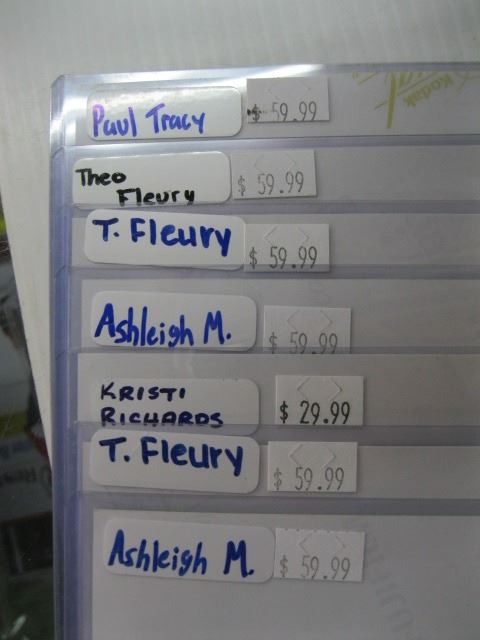 Paul Tracy $ 59.99
Kodak
Theo
Fleury $ 59.99
T. Fleury $ 59.99
Ashleigh M. $ 59.99
KRISTI
RICHARDS $ 29.99
T. Fleury $ 59.99
Ashleigh M. $ 59.99